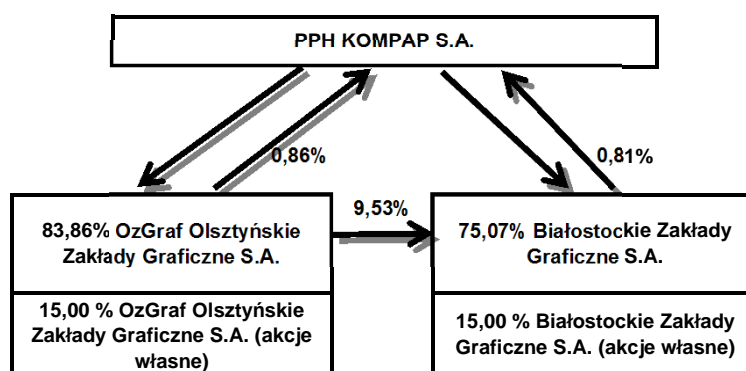 PPH KOMPAP S.A.
0,86%
0,81%
9,53%
83,86% OzGraf Olsztyńskie
Zakłady Graficzne S.A.
75,07% Białostockie Zakłady
Graficzne S.A.
15,00 % OzGraf Olsztyńskie
Zakłady Graficzne S.A. (akcje
własne)
15,00 % Białostockie Zakłady
Graficzne S.A. (akcje własne)